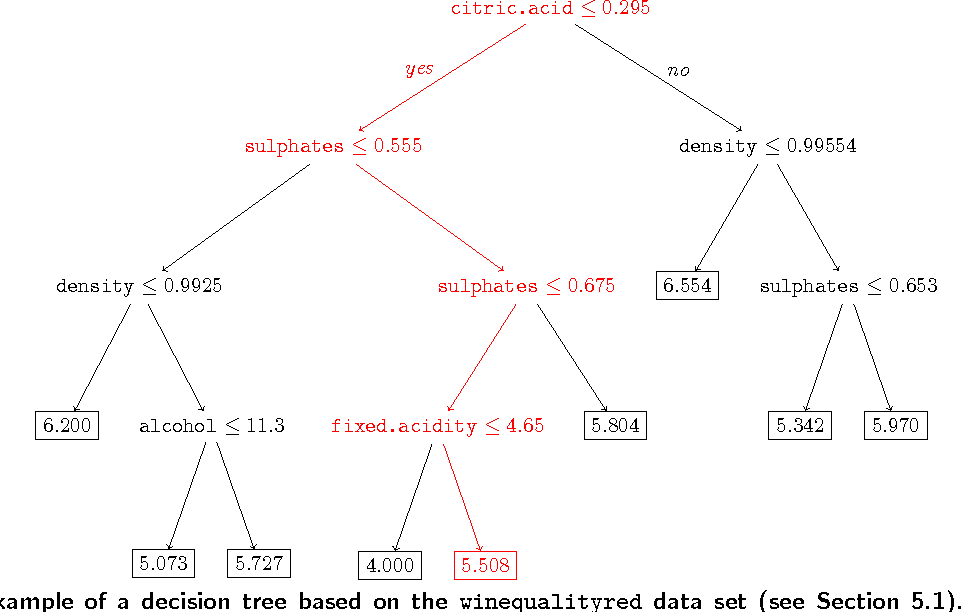 citric.acid ≤ 0.295
yes
no
sulphates ≤ 0.555
density ≤ 0.99554
density ≤ 0.9925
sulphates ≤ 0.675
6.554
sulphates ≤ 0.653
6.200
alcohol ≤ 11.3
fixed.acidity ≤ 4.65
5.804
5.342
5.970
5.073
5.727
4.000
5.508
of a decision tree based on the winequalityred data set (see Section 5.1).